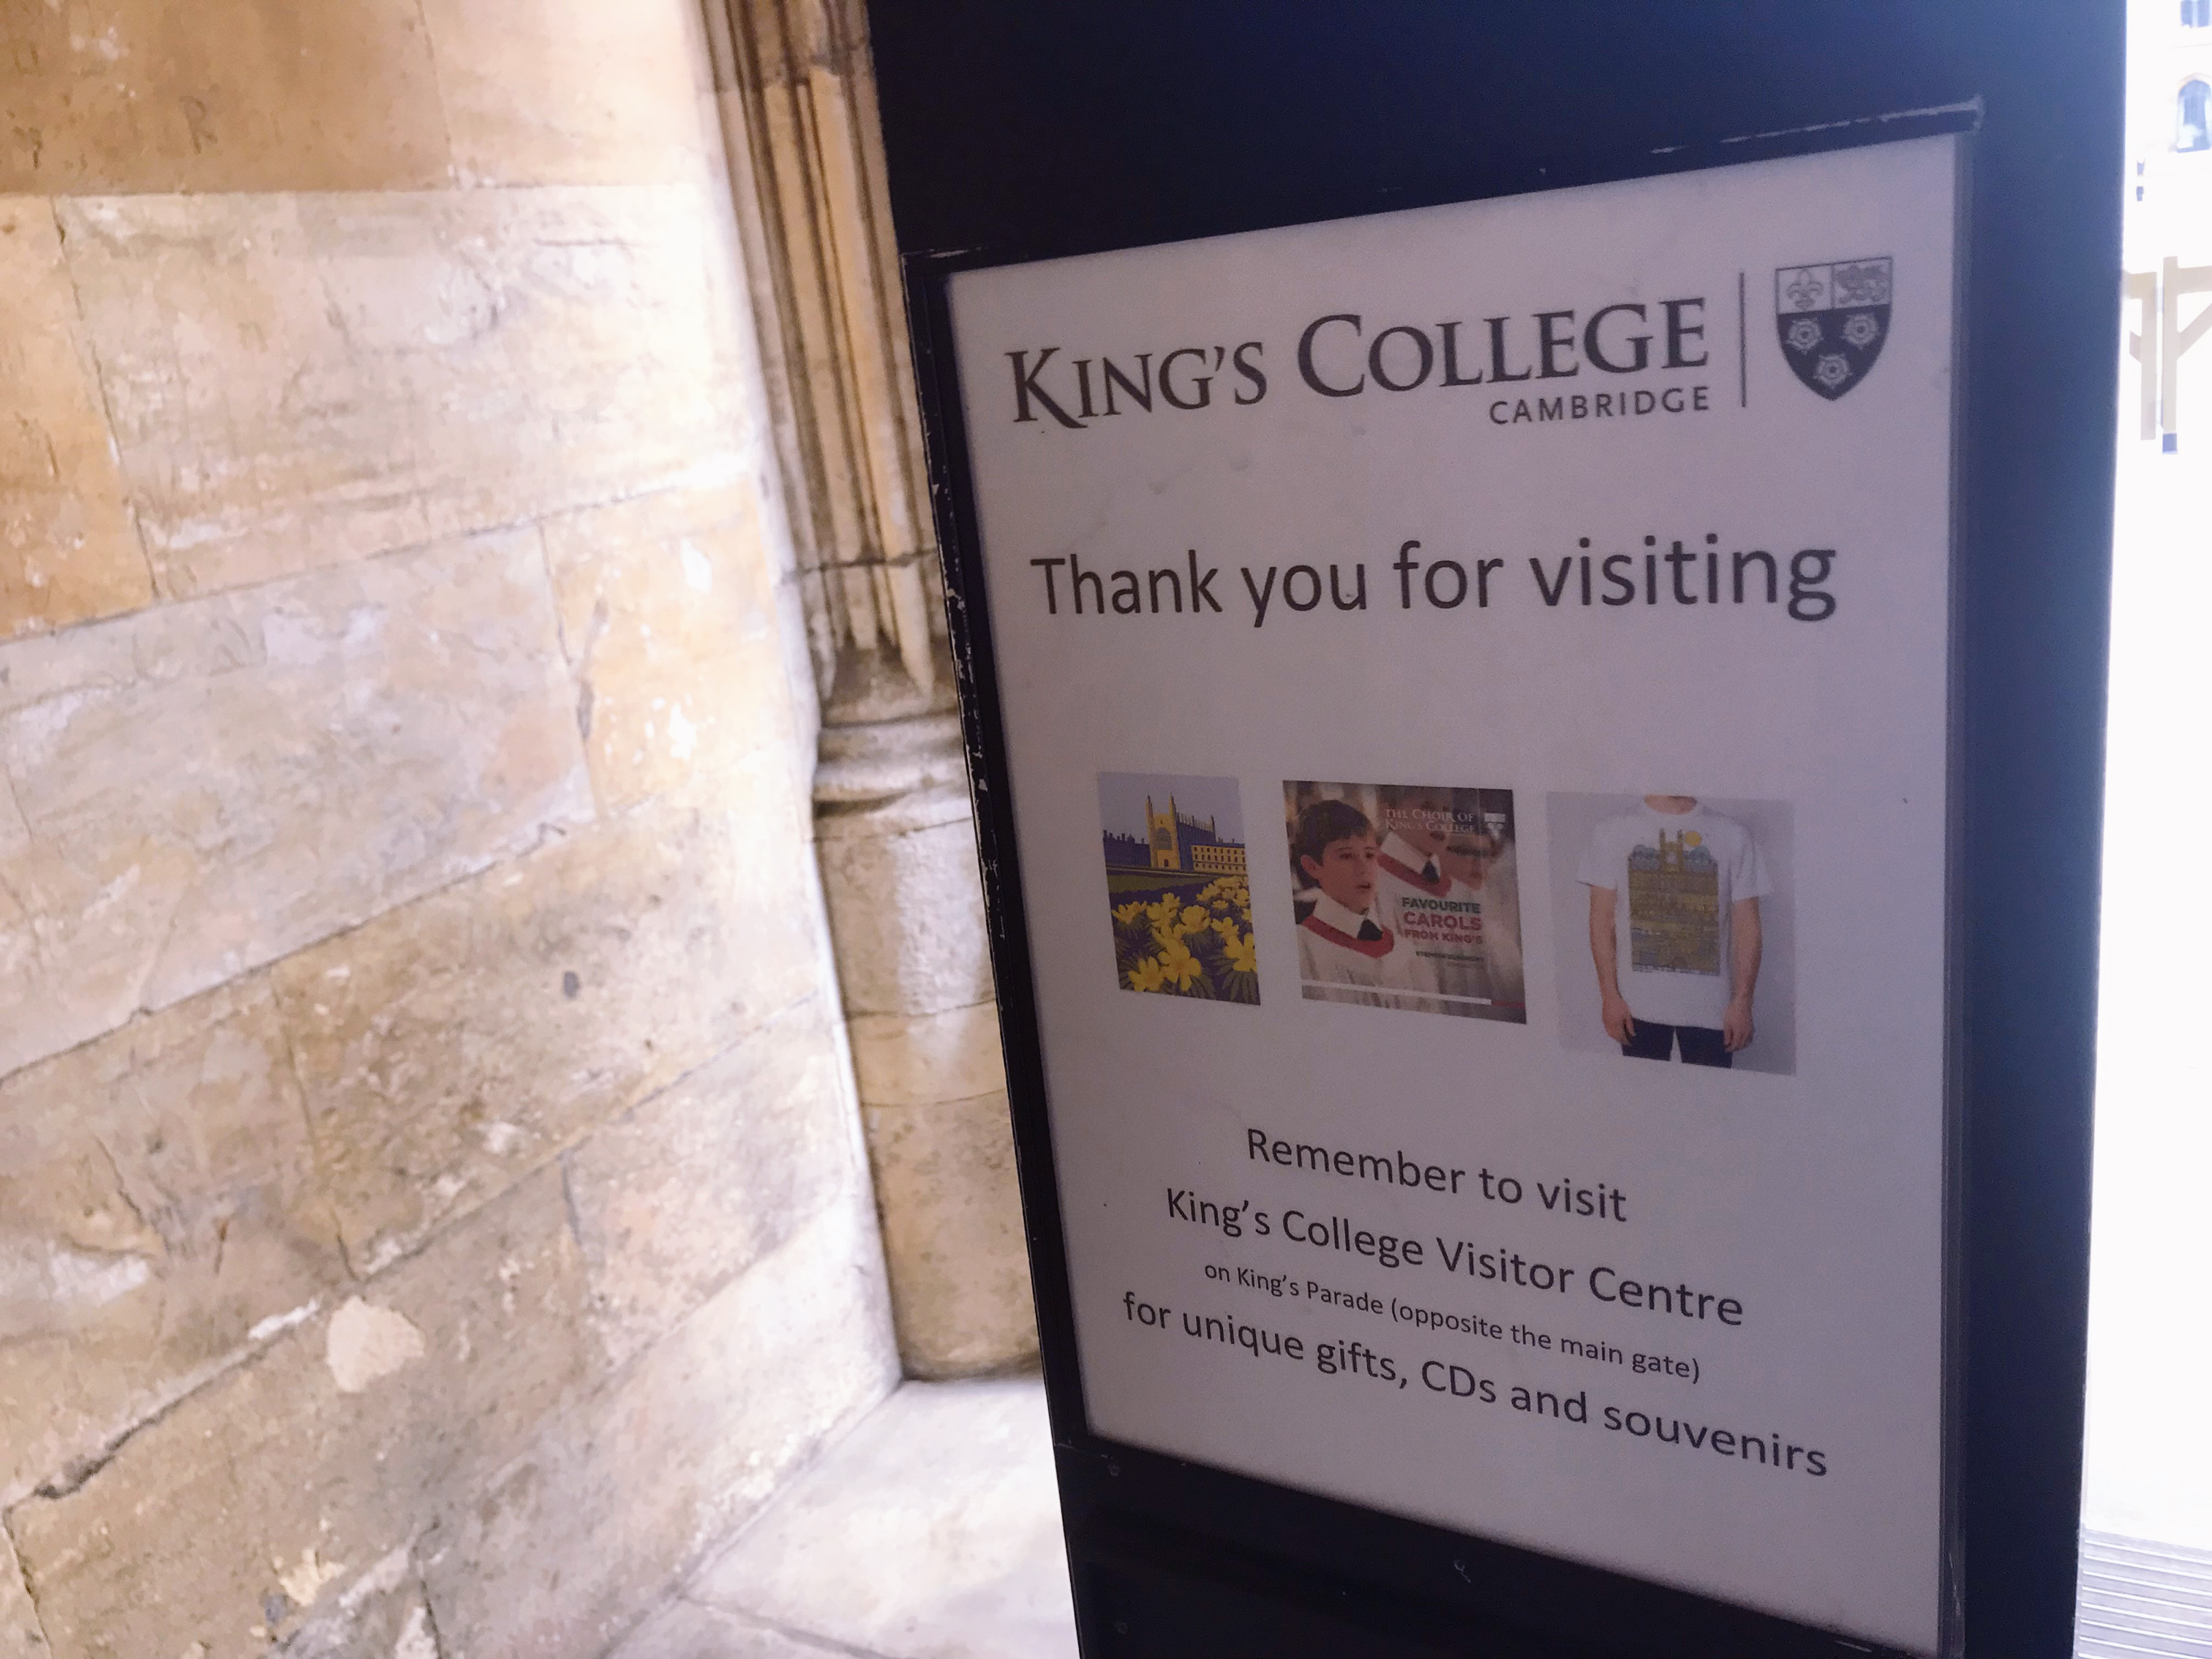 KING'S COLLEGE
CAMBRIDGE
Thank you for visiting
THE CHOIR OF
KING'S COLLEGE
FAVOURITE
CAROLS
FROM KING'S
Remember to visit
King's College Visitor Centre
on King's Parade (opposite the main gate)
for unique gifts, CDs and souvenirs